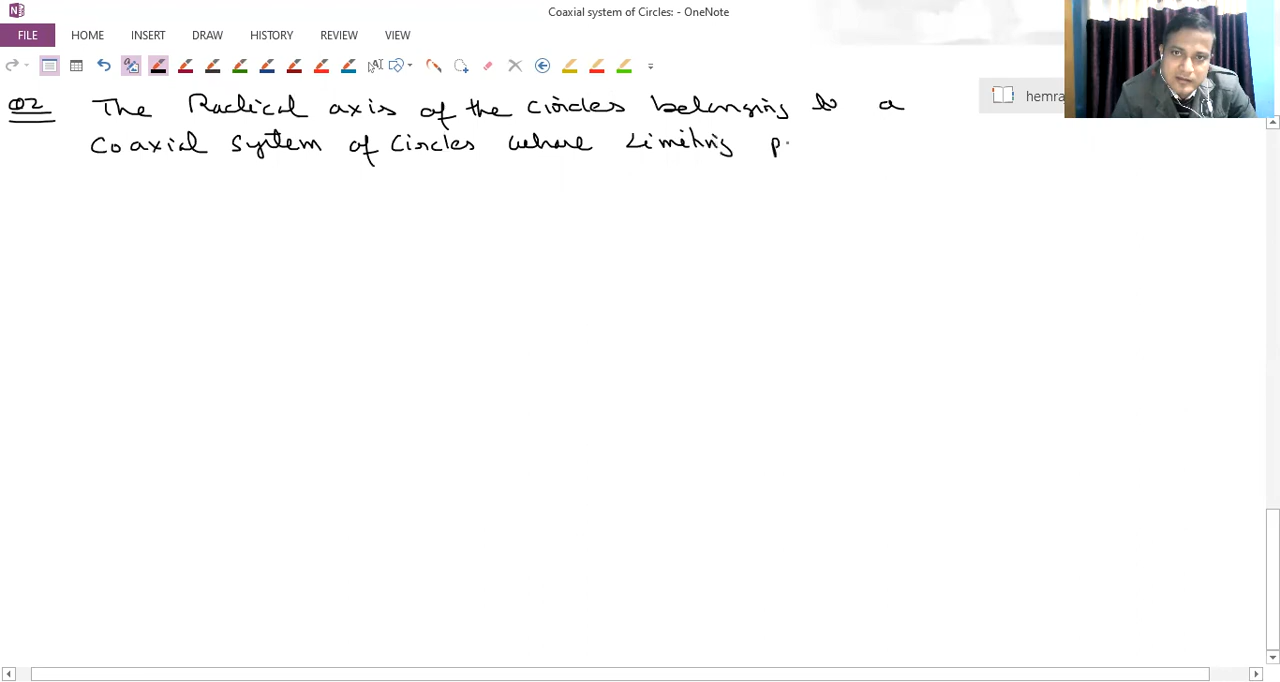 Coaxial system of Circles: - OneNote
FILE HOME INSERT DRAW HISTORY REVIEW VIEW
hemra
Q2 The Radical axis of the circles belonging to a
Coaxial system of circles whose Limiting p